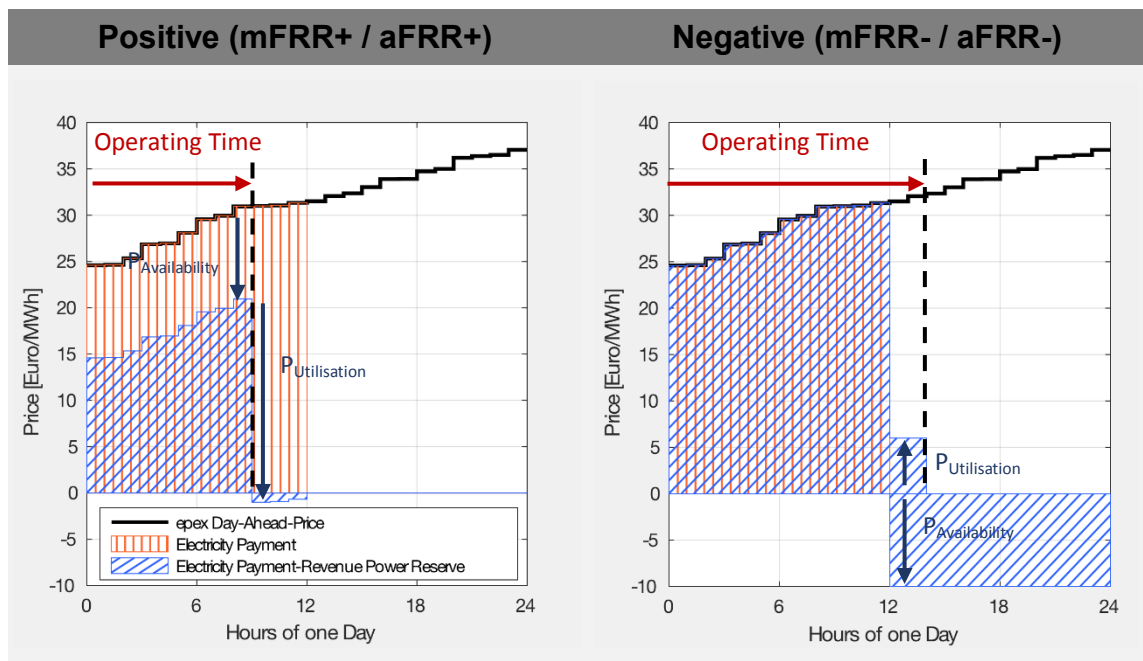 Positive (mFRR+ / aFRR+)
Negative (mFRR- / aFRR-)
40
35
30
25
20
15
10
5
0
-5
-10
Price [Euro/MWh]
Operating Time
PAvailability
PUtilisation
epex Day-Ahead-Price
Electricity Payment
Electricity Payment-Revenue Power Reserve
0
6
12
18
24
Hours of one Day
40
35
30
25
20
15
10
5
0
-5
-10
Price [Euro/MWh]
Operating Time
PUtilisation
PAvailability
0
6
12
18
24
Hours of one Day